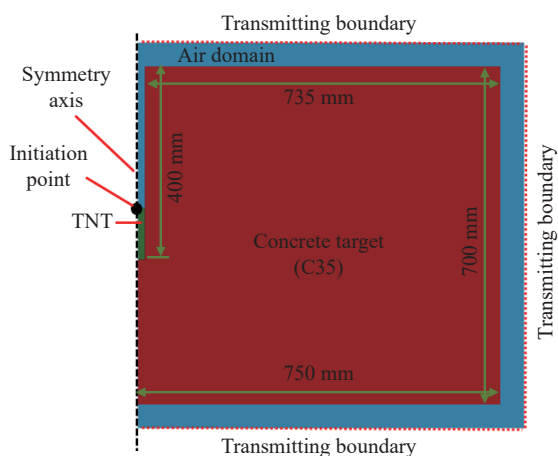 Transmitting boundary
Air domain
Symmetry
axis
735 mm
Initiation
point
400 mm
TNT
Concrete target
(C35)
700 mm
Transmitting boundary
750 mm
Transmitting boundary